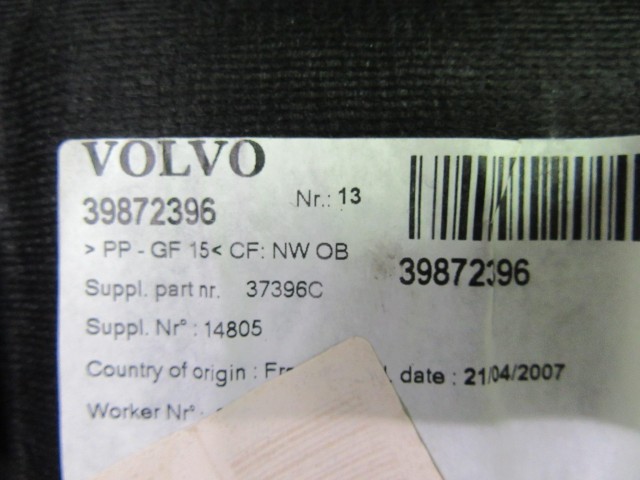 VOLVO
39872396 Nr.: 13
> PP - GF 15< CF: NW OB
39872396
Suppl. part nr. 37396C
Suppl. Nr° : 14805
Country of origin : date : 21/04/2007
Worker Nr° :